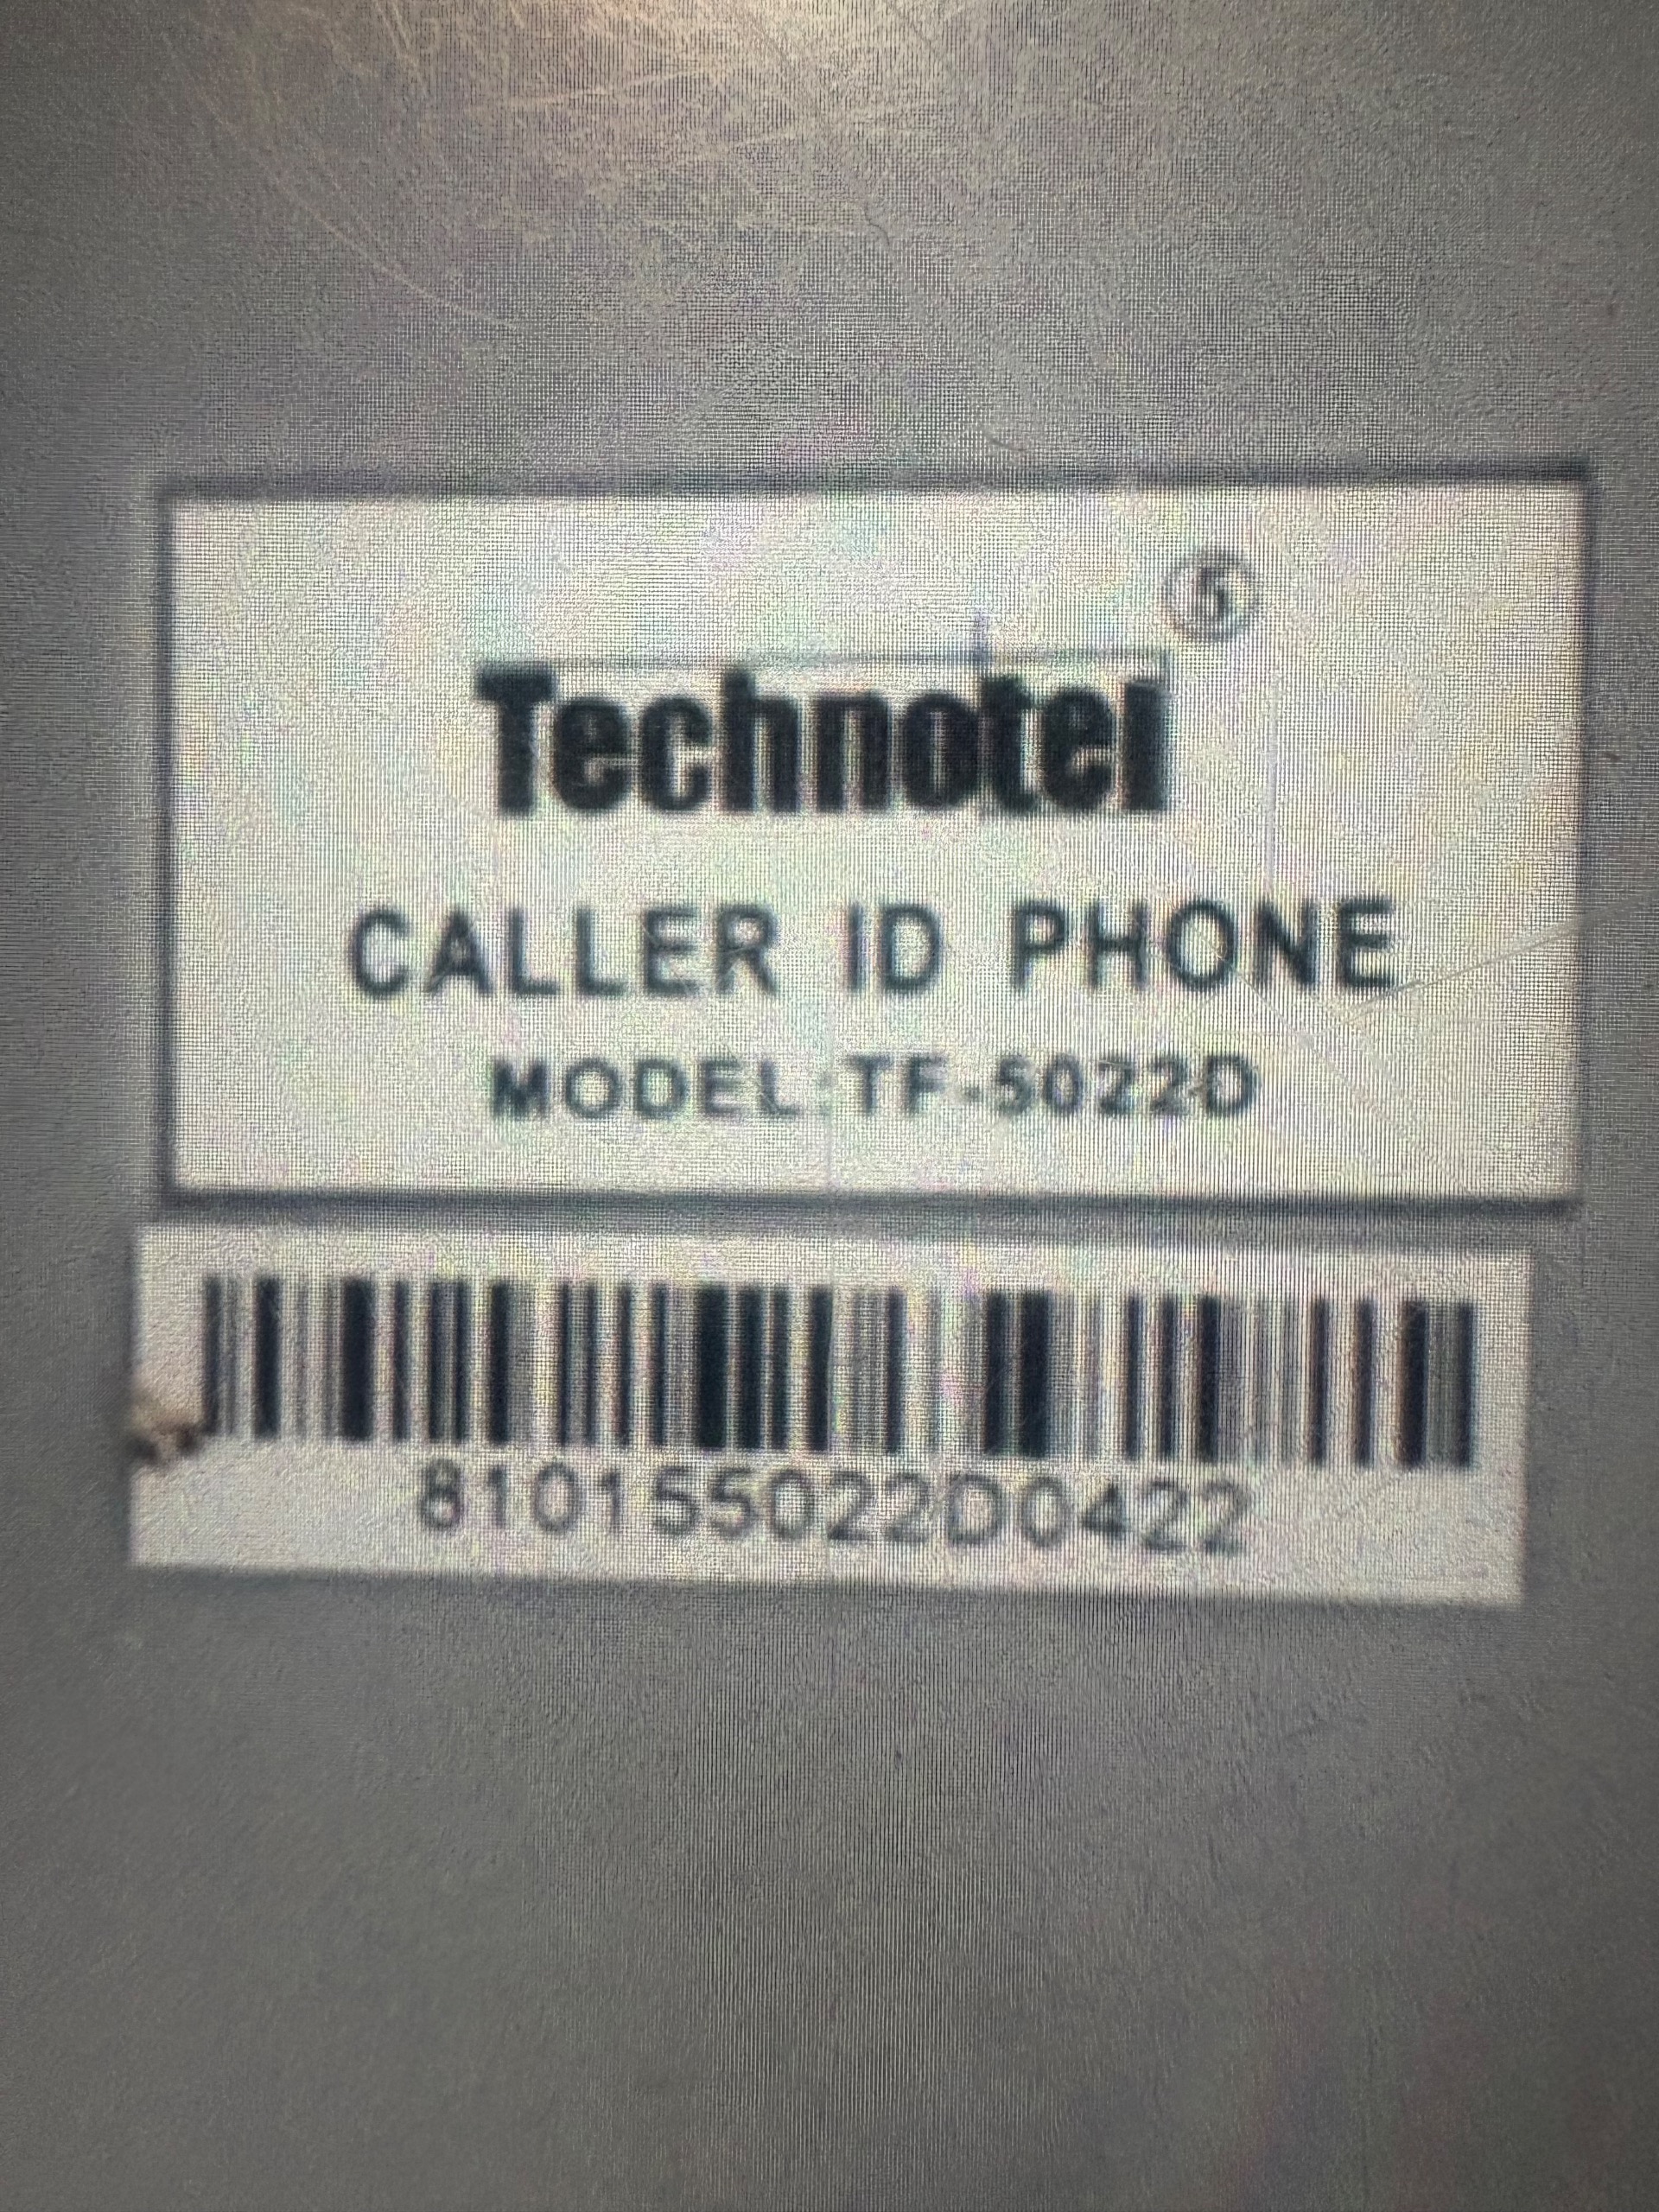 Technotel
CALLER ID PHONE
MODEL:TF-5022D
810155022D0422